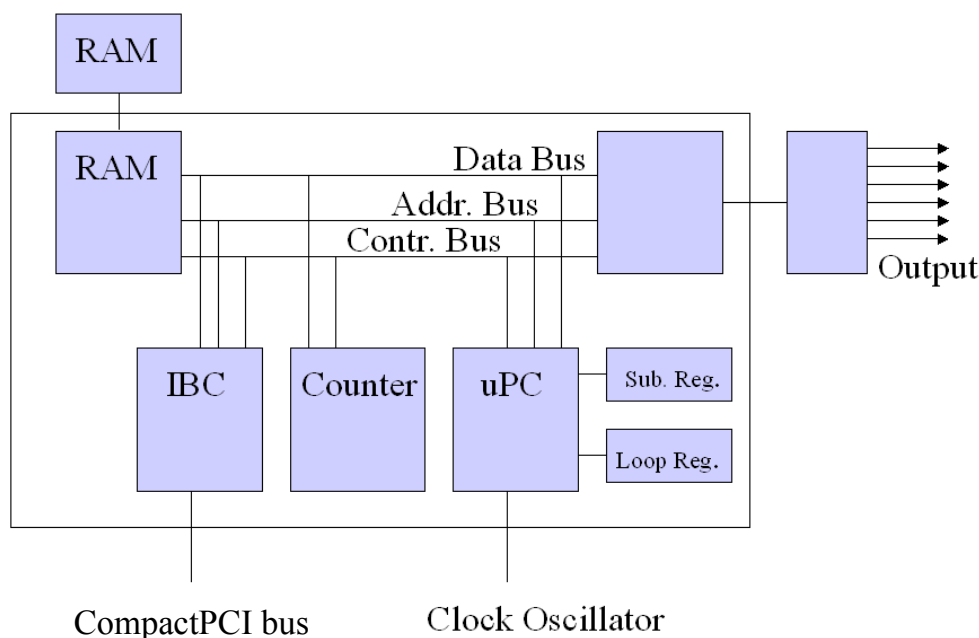 RAM
RAM
Data Bus
Addr. Bus
Contr. Bus
Output
IBC
Counter
uPC
Sub. Reg.
Loop Reg.
CompactPCI bus
Clock Oscillator